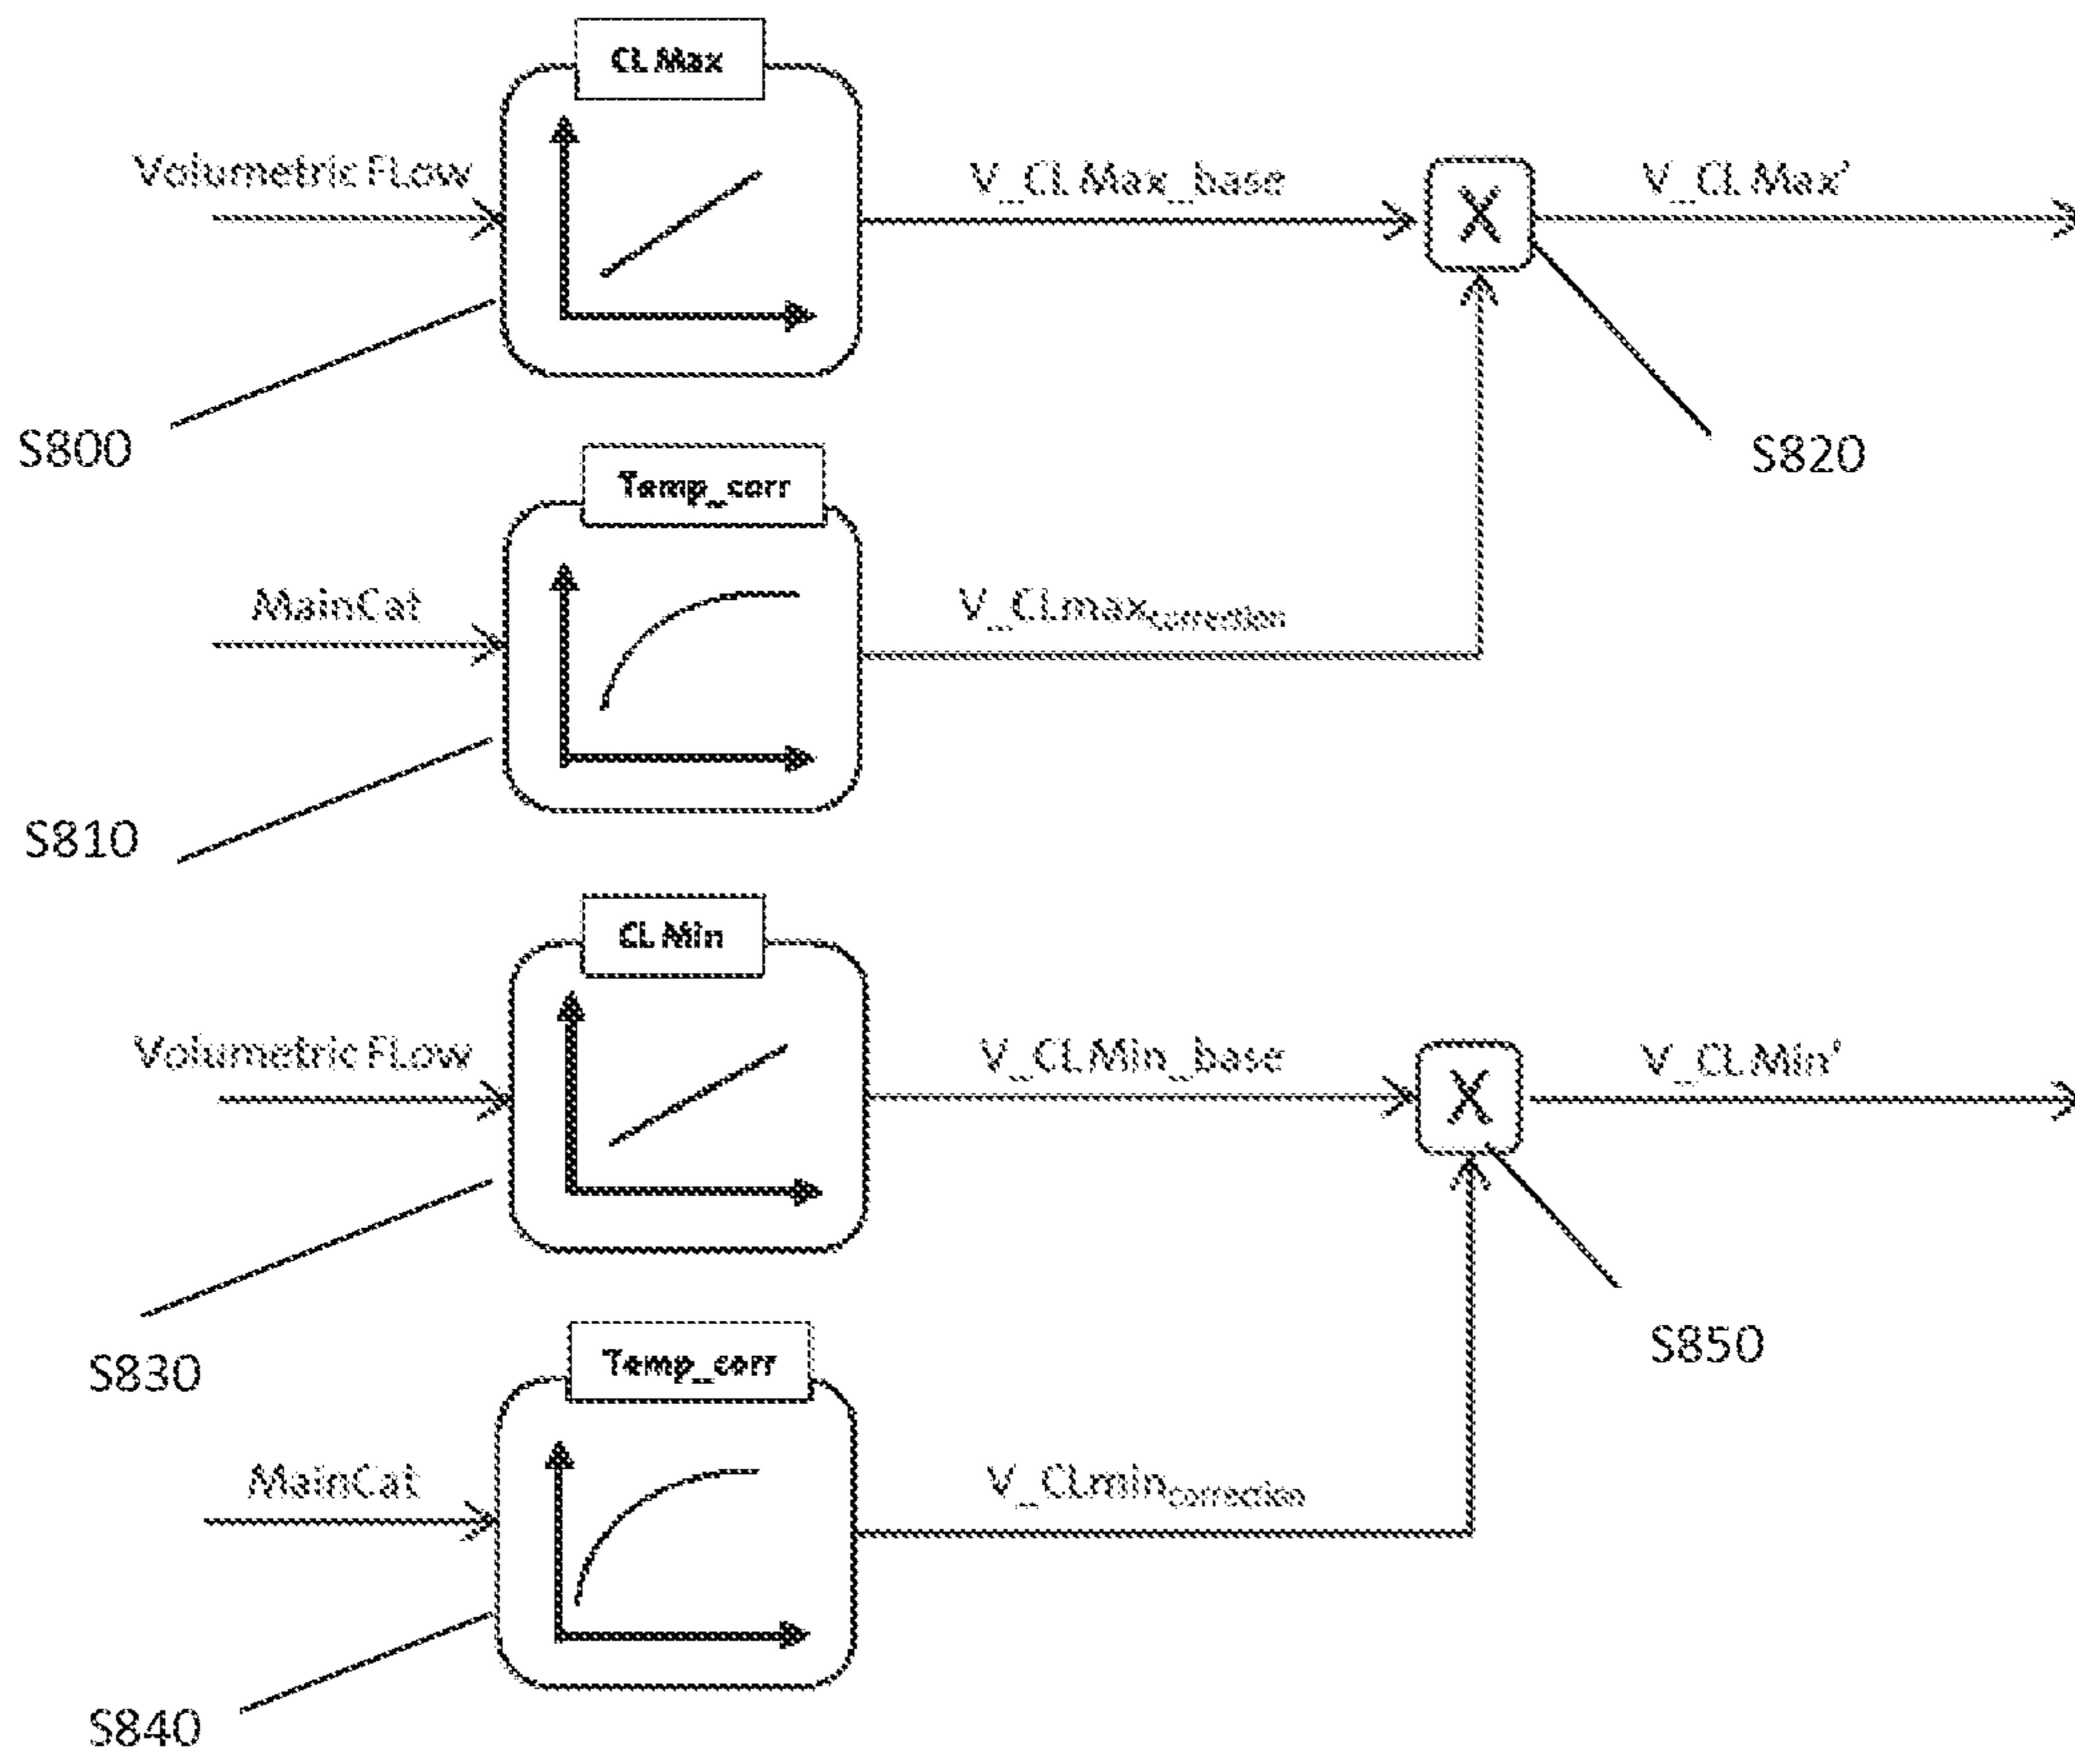 CL Max
Volumetric FLow
V_CLMax_base
X
V_CLMax'
S800
S820
Temp_corr
MainCat
V_CLmaxcorrection
S810
CL Min
Volumetric FLow
V_CLMin_base
X
V_CLMin'
S830
S850
Temp_corr
MainCat
V_CLmincorrection
S840